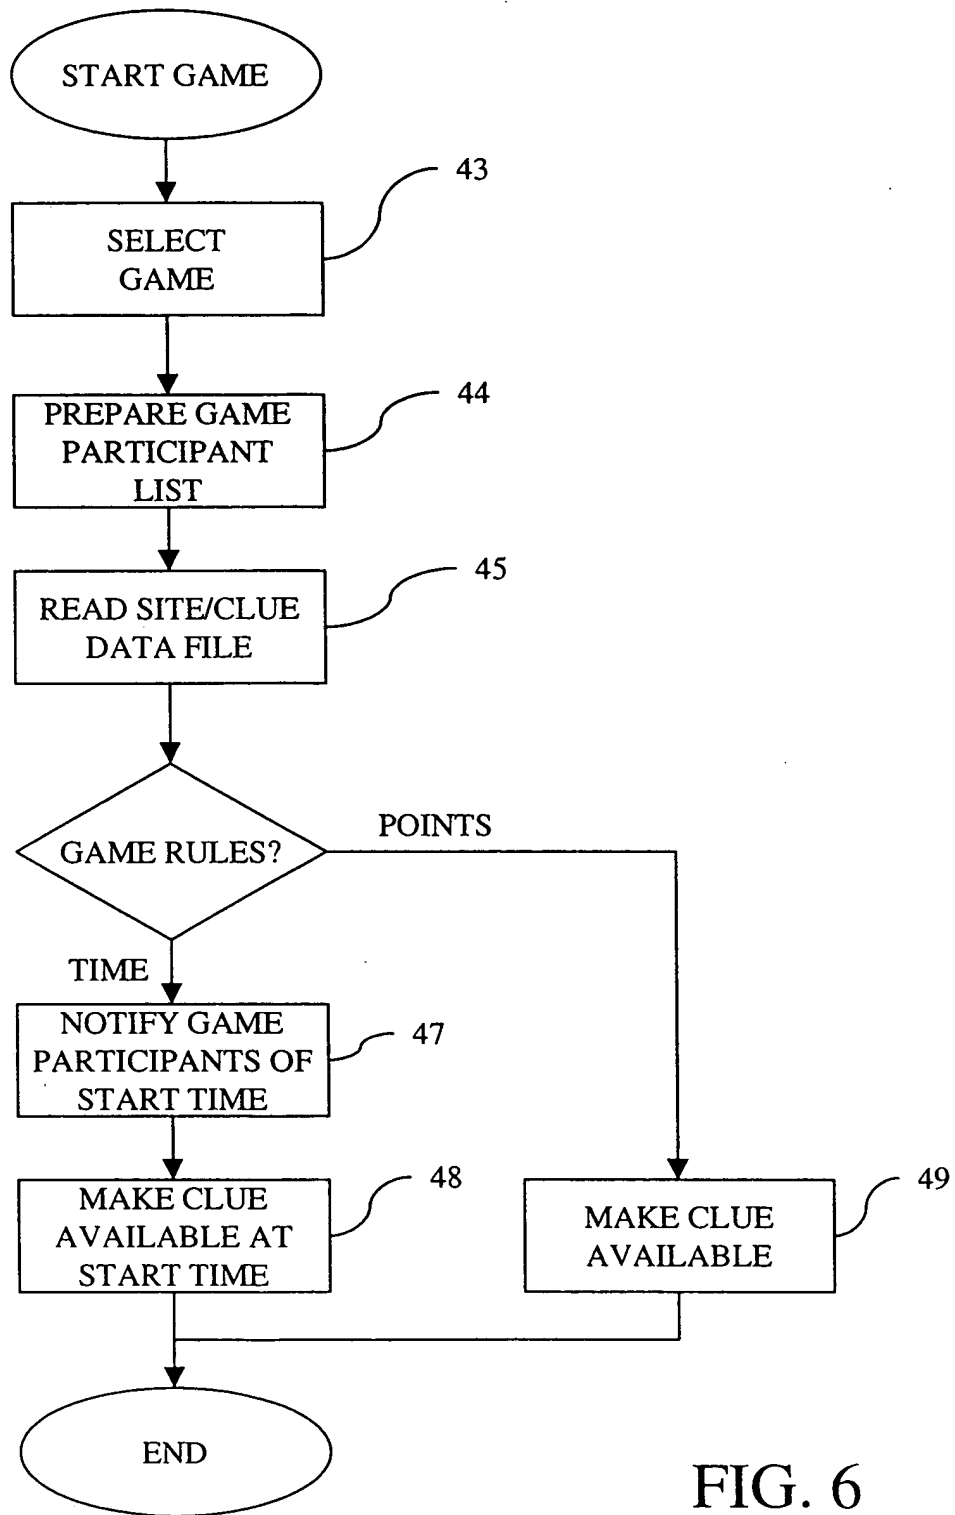 START GAME
43
SELECT
GAME
44
PREPARE GAME
PARTICIPANT
LIST
45
READ SITE/CLUE
DATA FILE
POINTS
GAME RULES?
TIME
NOTIFY GAME
PARTICIPANTS OF
START TIME
47
MAKE CLUE
AVAILABLE AT
START TIME
48
MAKE CLUE
AVAILABLE
49
END
FIG. 6